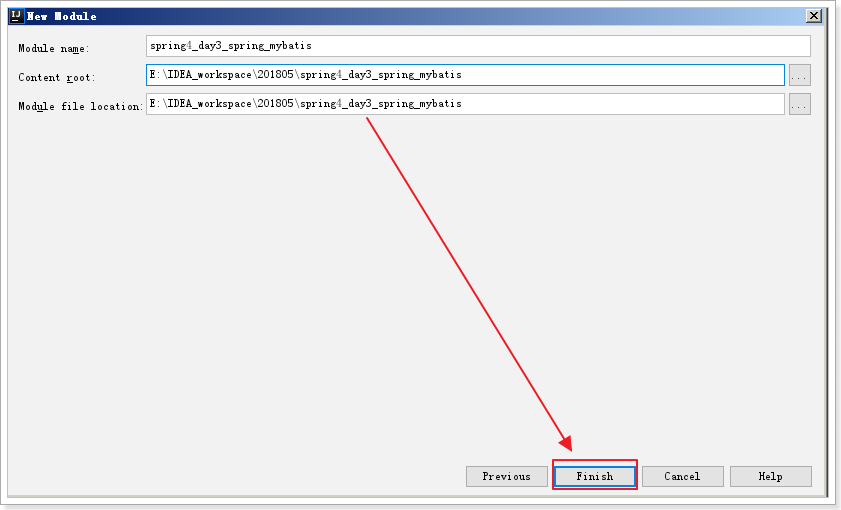 IJ New Module
Module name: spring4_day3_spring_mybatis
Content root: E:\IDEA_workspace\201805\spring4_day3_spring_mybatis ...
Module file location: E:\IDEA_workspace\201805\spring4_day3_spring_mybatis ...
Previous Finish Cancel Help